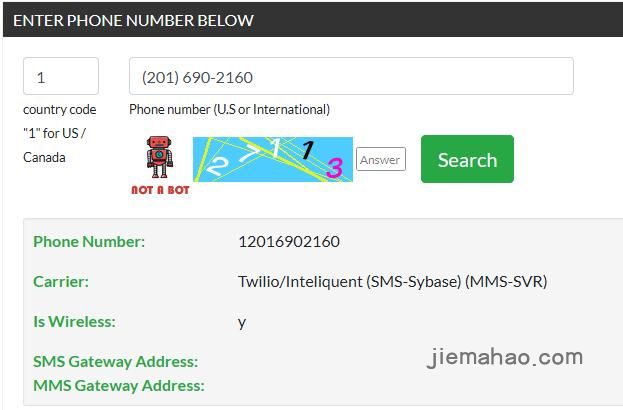 ENTER PHONE NUMBER BELOW
1
(201) 690-2160
country code
"1" for US /
Canada
Phone number (U.S or International)
NOT A BOT
2 7 1 1 3
Answer
Search
Phone Number: 12016902160
Carrier: Twilio/Inteliquent (SMS-Sybase) (MMS-SVR)
Is Wireless: y
SMS Gateway Address:
MMS Gateway Address:
jiemahao.com